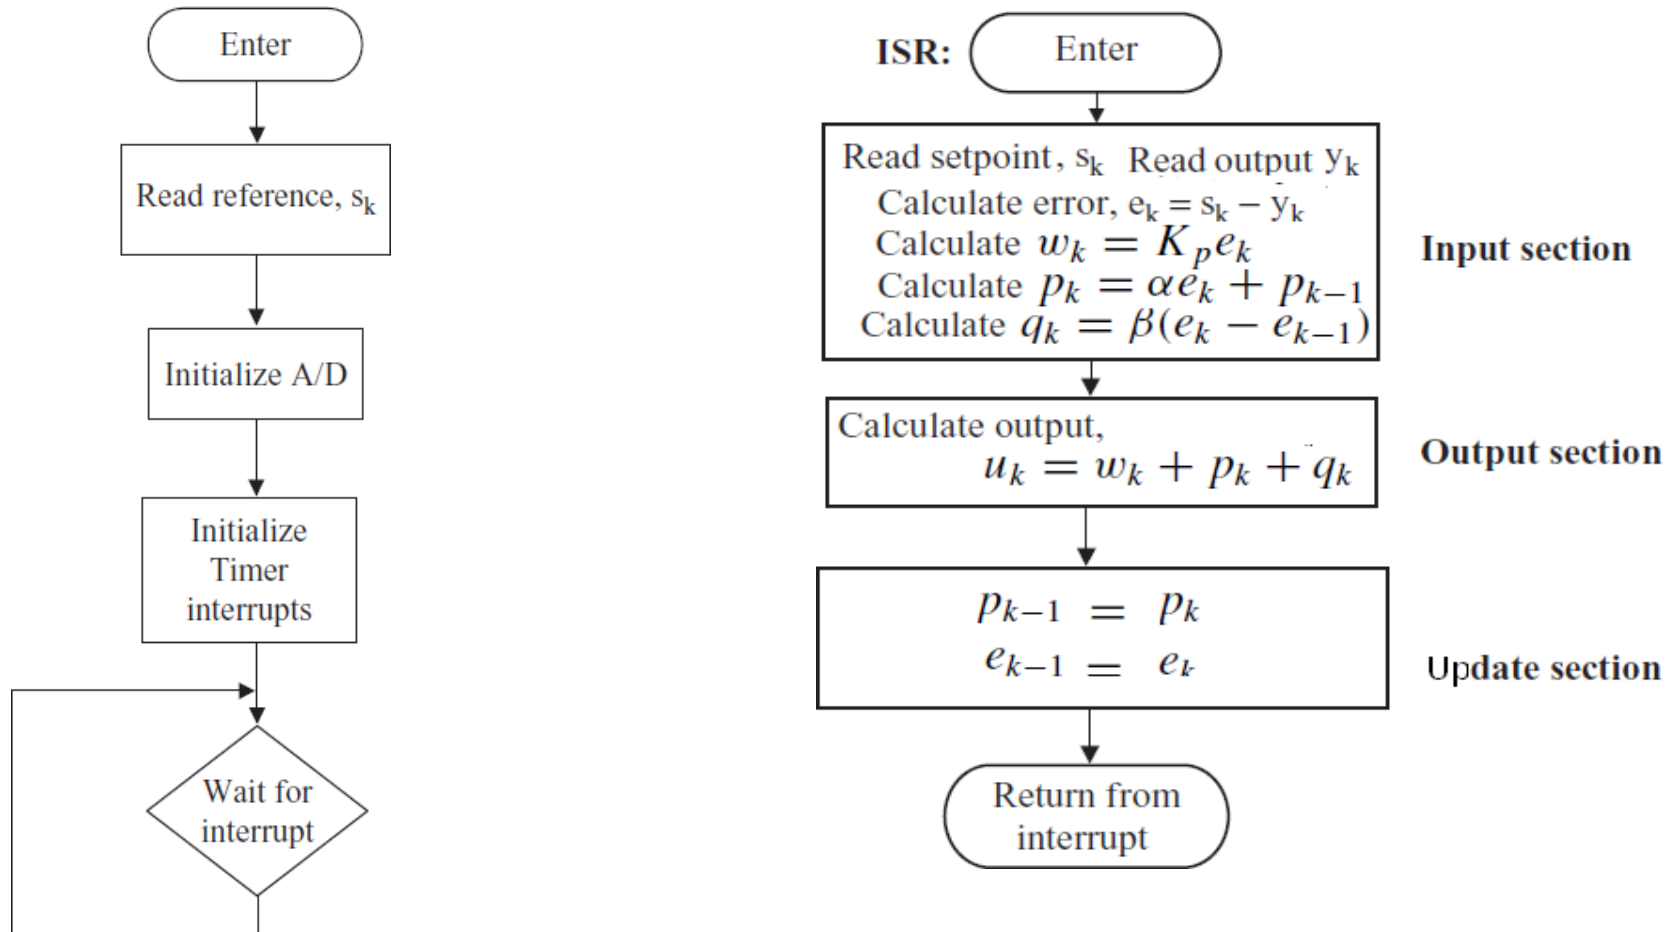 Enter
Read reference, sₖ
Initialize A/D
Initialize
Timer
interrupts
Wait for
interrupt
ISR:
Enter
Read setpoint, sₖ Read output yₖ
Calculate error, eₖ = sₖ − yₖ
Calculate wₖ = Kₚeₖ
Calculate pₖ = αeₖ + pₖ₋₁
Calculate qₖ = β(eₖ − eₖ₋₁)
Input section
Calculate output,
uₖ = wₖ + pₖ + qₖ
Output section
pₖ₋₁ = pₖ
eₖ₋₁ = eₖ
Update section
Return from
interrupt